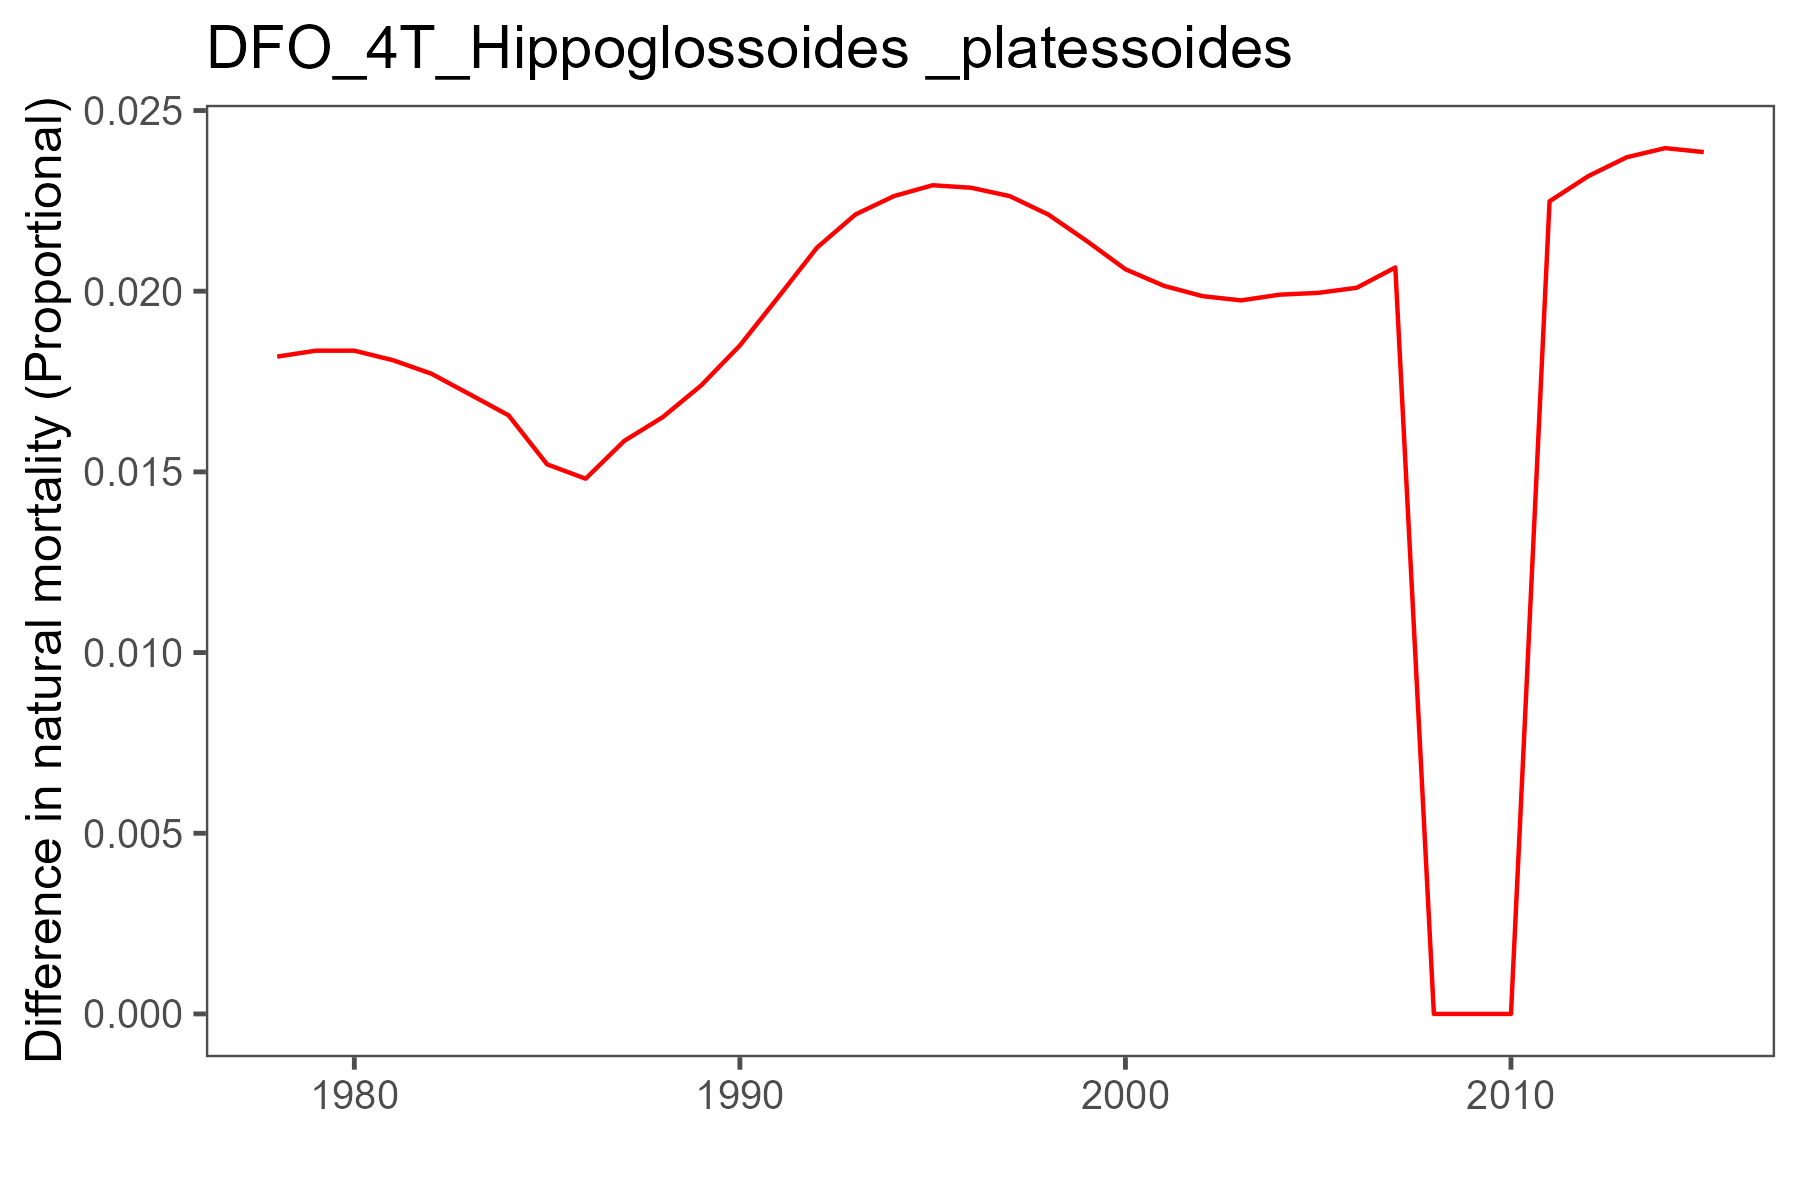 DFO_4T_Hippoglossoides _platessoides
Difference in natural mortality (Proportional)
0.025
0.020
0.015
0.010
0.005
0.000
1980 1990 2000 2010